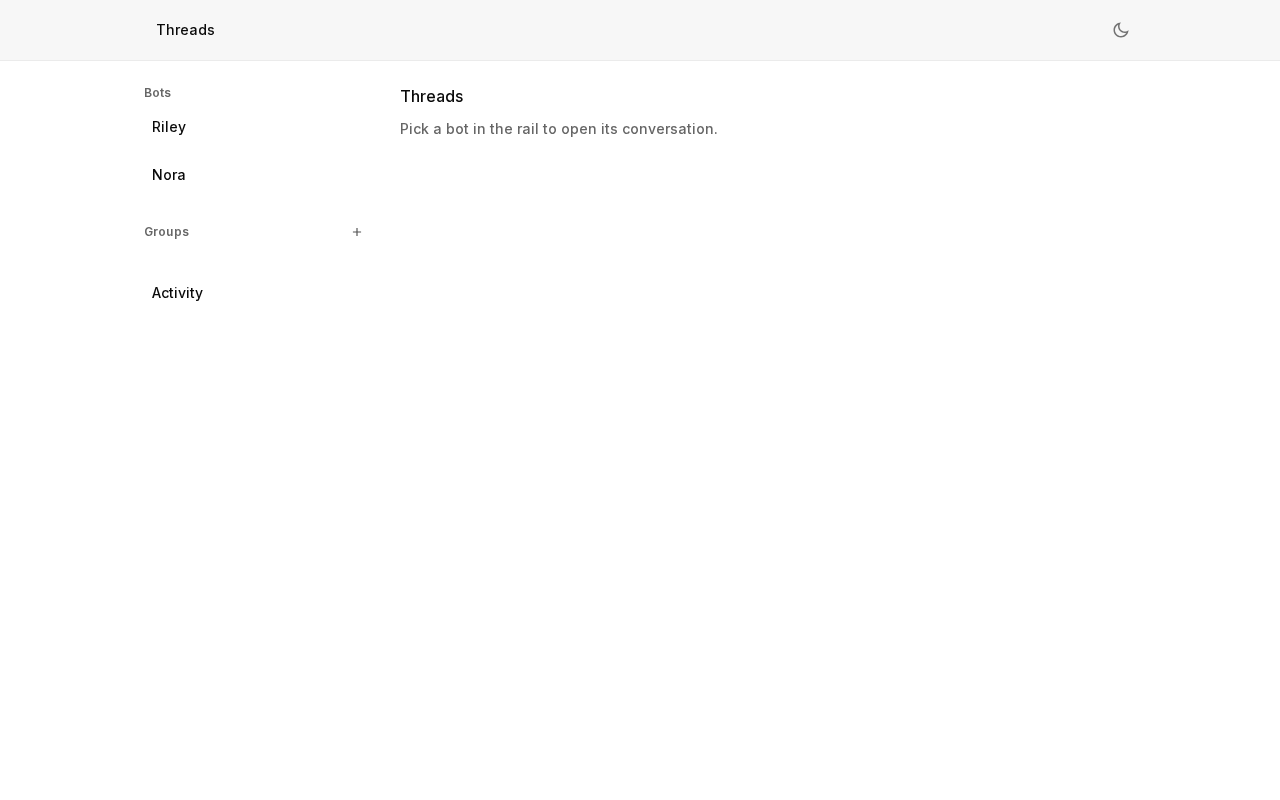 Threads
Bots
Riley
Nora
Groups
Activity
Threads
Pick a bot in the rail to open its conversation.